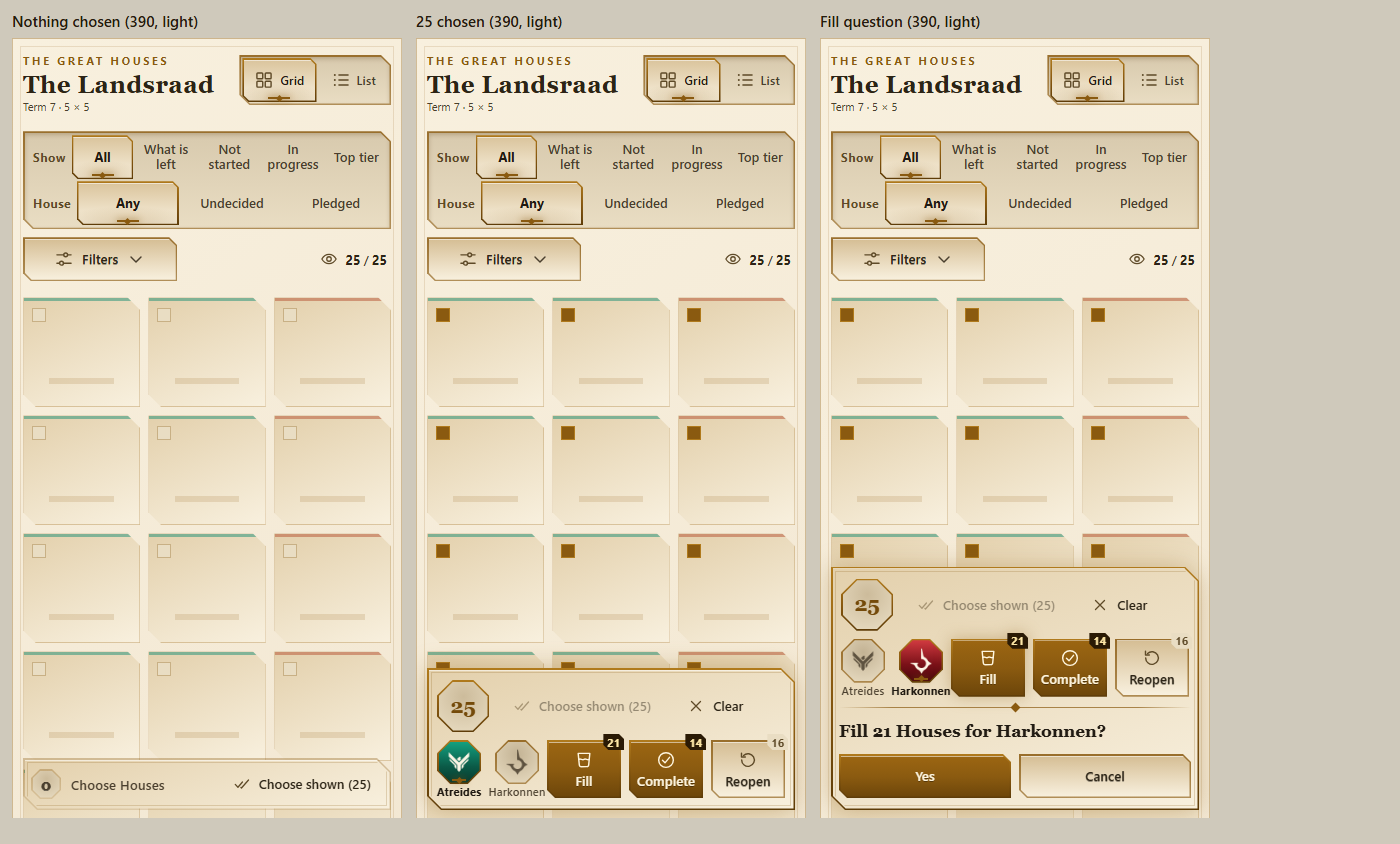 Nothing chosen (390, light)
THE GREAT HOUSES
The Landsraad
Term 7 · 5 × 5
Grid
List
Show
All
What is left
Not started
In progress
Top tier
House
Any
Undecided
Pledged
Filters
25 / 25
0
Choose Houses
Choose shown (25)
25 chosen (390, light)
THE GREAT HOUSES
The Landsraad
Term 7 · 5 × 5
Grid
List
Show
All
What is left
Not started
In progress
Top tier
House
Any
Undecided
Pledged
Filters
25 / 25
25
Choose shown (25)
Clear
Atreides
Harkonnen
21
Fill
14
Complete
16
Reopen
Fill question (390, light)
THE GREAT HOUSES
The Landsraad
Term 7 · 5 × 5
Grid
List
Show
All
What is left
Not started
In progress
Top tier
House
Any
Undecided
Pledged
Filters
25 / 25
25
Choose shown (25)
Clear
Atreides
Harkonnen
21
Fill
14
Complete
16
Reopen
Fill 21 Houses for Harkonnen?
Yes
Cancel